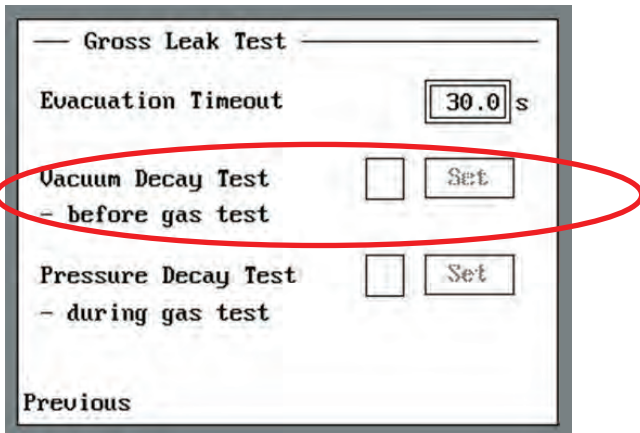 Gross Leak Test
Evacuation Timeout 30.0 s
Vacuum Decay Test Set
- before gas test
Pressure Decay Test Set
- during gas test
Previous